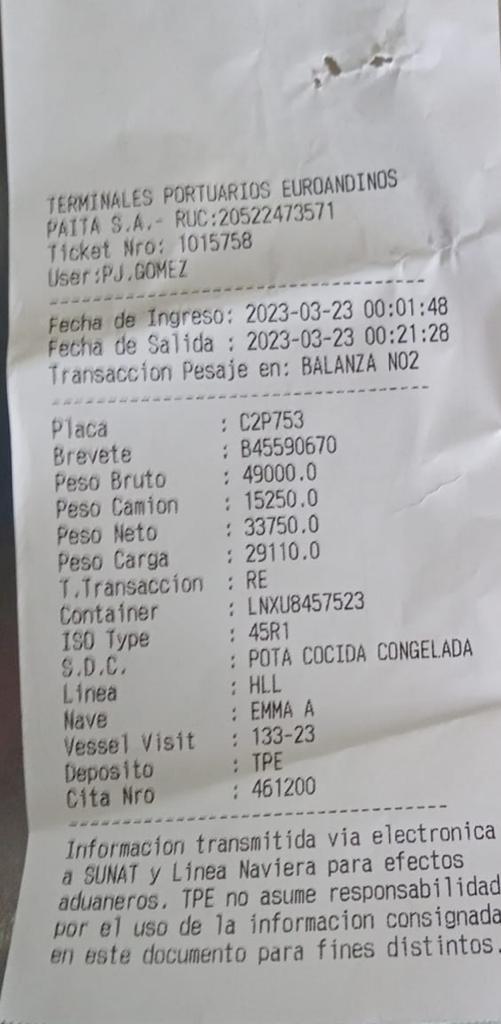 TERMINALES PORTUARIOS EUROANDINOS
PAITA S.A.- RUC:20522473571
Ticket Nro: 1015758
User:PJ.GOMEZ
Fecha de Ingreso: 2023-03-23 00:01:48
Fecha de Salida : 2023-03-23 00:21:28
Transaccion Pesaje en: BALANZA NO2
Placa : C2P753
Brevete : B45590670
Peso Bruto : 49000.0
Peso Camion : 15250.0
Peso Neto : 33750.0
Peso Carga : 29110.0
T.Transaccion : RE
Container : LNXU8457523
ISO Type : 45R1
S.D.C. : POTA COCIDA CONGELADA
Linea : HLL
Nave : EMMA A
Vessel Visit : 133-23
Deposito : TPE
Cita Nro : 461200
Informacion transmitida via electronica
a SUNAT y Linea Naviera para efectos
aduaneros. TPE no asume responsabilidad
por el uso de la informacion consignada
en este documento para fines distintos.